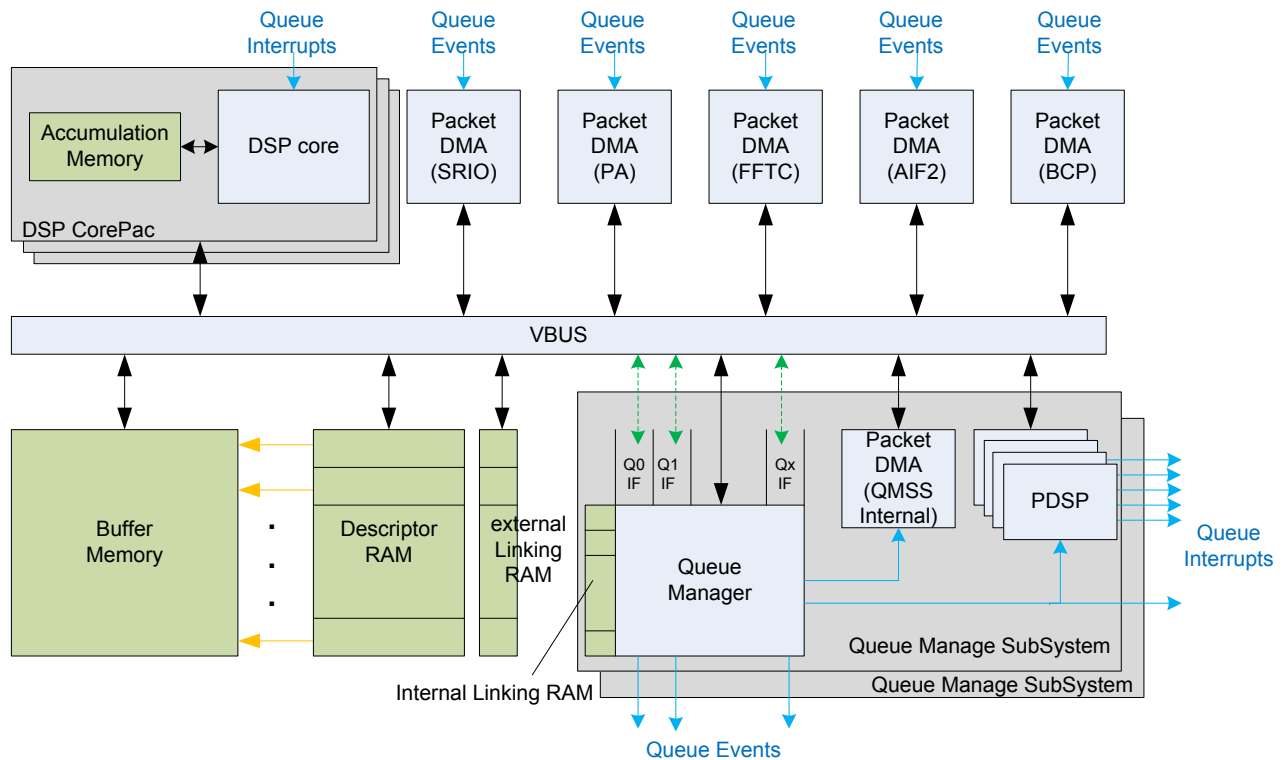 Queue
Interrupts
Queue
Events
Queue
Events
Queue
Events
Queue
Events
Queue
Events
Accumulation
Memory
DSP core
DSP CorePac
Packet
DMA
(SRIO)
Packet
DMA
(PA)
Packet
DMA
(FFTC)
Packet
DMA
(AIF2)
Packet
DMA
(BCP)
VBUS
Buffer
Memory
Descriptor
RAM
external
Linking
RAM
Q0
IF
Q1
IF
Qx
IF
Queue
Manager
Packet
DMA
(QMSS
Internal)
PDSP
Queue
Interrupts
Queue Manage SubSystem
Queue Manage SubSystem
Internal Linking RAM
Queue Events